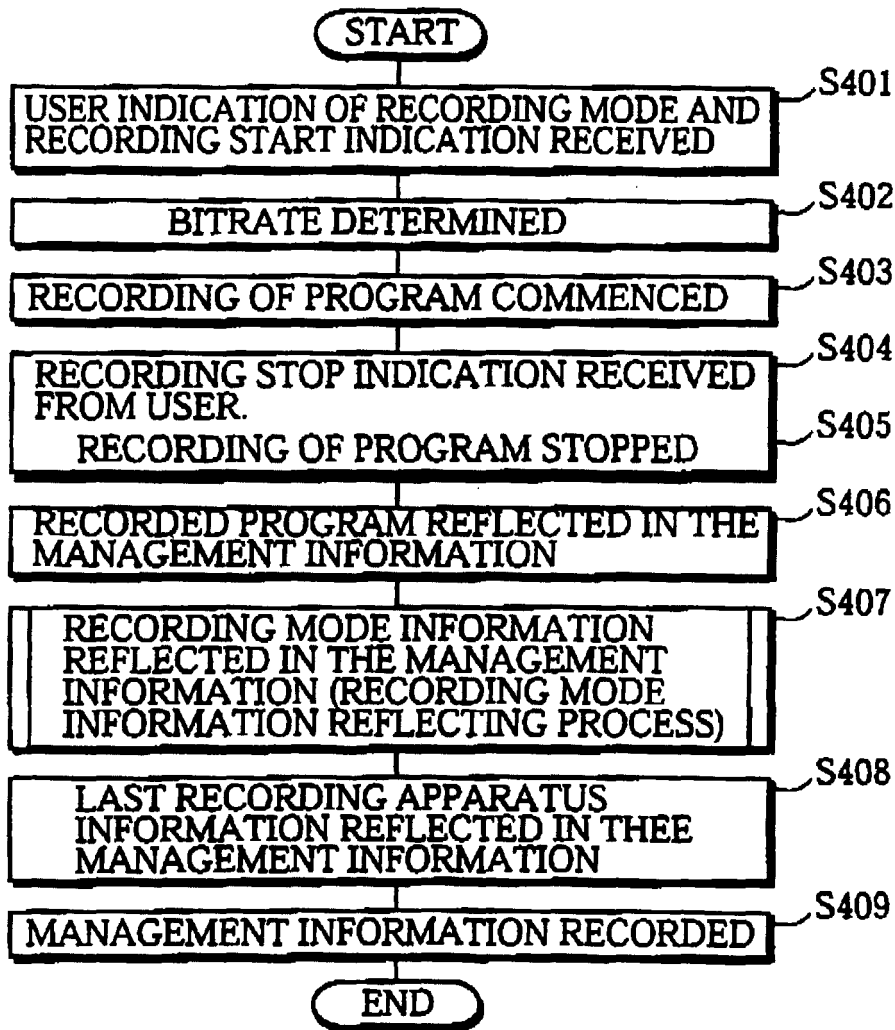 START
S401
USER INDICATION OF RECORDING MODE AND
RECORDING START INDICATION RECEIVED
S402
BITRATE DETERMINED
S403
RECORDING OF PROGRAM COMMENCED
S404
RECORDING STOP INDICATION RECEIVED
FROM USER.
S405
RECORDING OF PROGRAM STOPPED
S406
RECORDED PROGRAM REFLECTED IN THE
MANAGEMENT INFORMATION
S407
RECORDING MODE INFORMATION
REFLECTED IN THE MANAGEMENT
INFORMATION (RECORDING MODE
INFORMATION REFLECTING PROCESS)
S408
LAST RECORDING APPARATUS
INFORMATION REFLECTED IN THEE
MANAGEMENT INFORMATION
S409
MANAGEMENT INFORMATION RECORDED
END